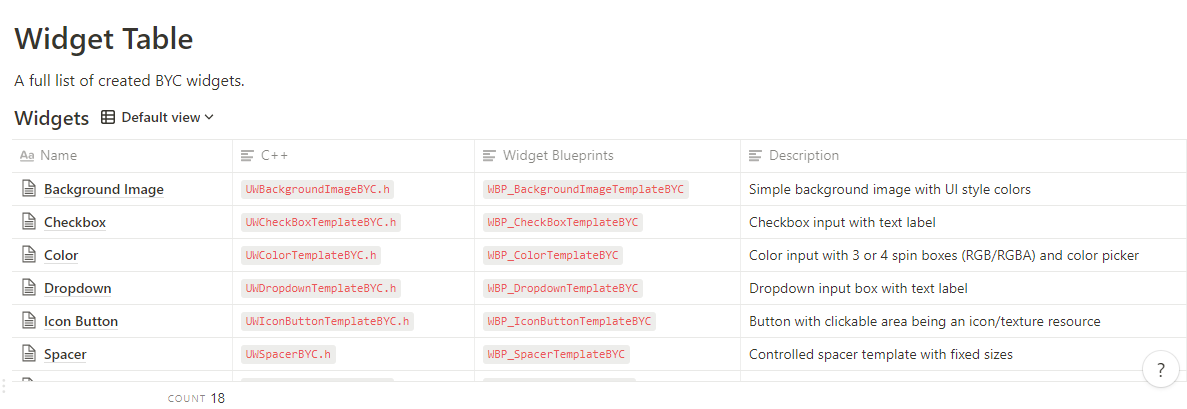 Widget Table
A full list of created BYC widgets.
Widgets Default view
Aa Name C++ Widget Blueprints Description
Background Image UWBackgroundImageBYC.h WBP_BackgroundImageTemplateBYC Simple background image with UI style colors
Checkbox UWCheckBoxTemplateBYC.h WBP_CheckBoxTemplateBYC Checkbox input with text label
Color UWColorTemplateBYC.h WBP_ColorTemplateBYC Color input with 3 or 4 spin boxes (RGB/RGBA) and color picker
Dropdown UWDropdownTemplateBYC.h WBP_DropdownTemplateBYC Dropdown input box with text label
Icon Button UWIconButtonTemplateBYC.h WBP_IconButtonTemplateBYC Button with clickable area being an icon/texture resource
Spacer UWSpacerBYC.h WBP_SpacerTemplateBYC Controlled spacer template with fixed sizes
?
COUNT 18